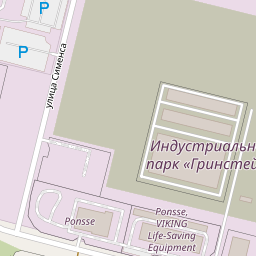 P
P
улица Сименса
Индустриальн
парк «Гринстей
Ponsse
Ponsse,
VIKING
Life-Saving
Equipment